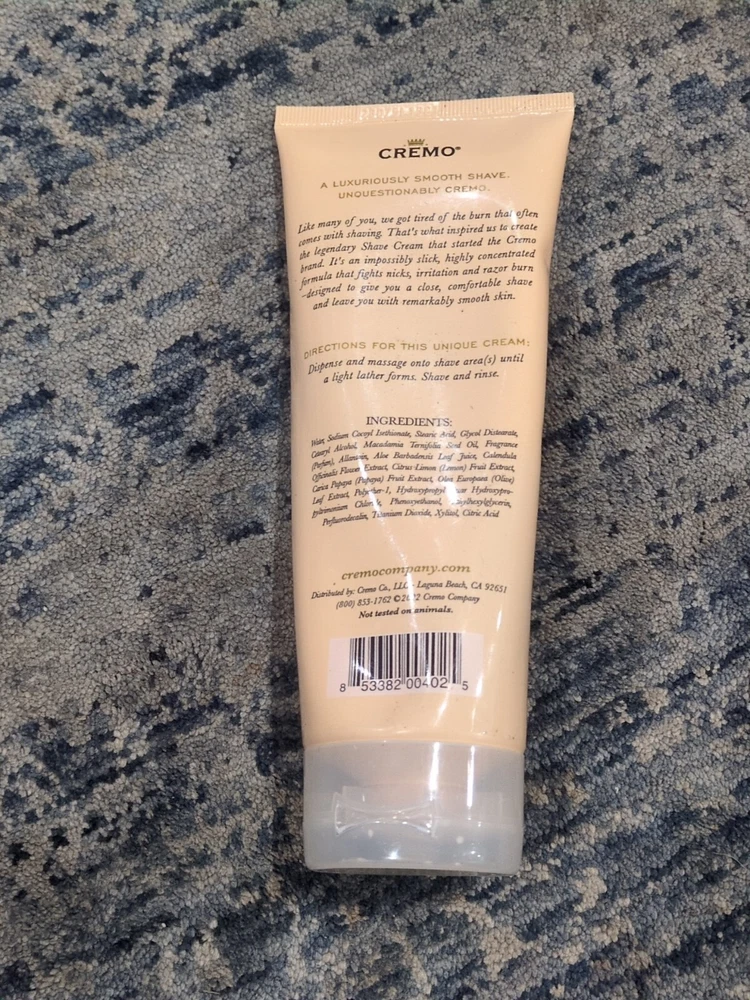 CREMO®
A LUXURIOUSLY SMOOTH SHAVE.
UNQUESTIONABLY CREMO.
Like many of you, we got tired of the burn that often
comes with shaving. That's what inspired us to create
the legendary Shave Cream that started the Cremo
brand. It's an impossibly slick, highly concentrated
formula that fights nicks, irritation and razor burn
–designed to give you a close, comfortable shave
and leave you with remarkably smooth skin.
DIRECTIONS FOR THIS UNIQUE CREAM:
Dispense and massage onto shave area(s) until
a light lather forms. Shave and rinse.
INGREDIENTS:
Water, Sodium Cocoyl Isethionate, Stearic Acid, Glycol Distearate,
Cetearyl Alcohol, Macadamia Ternifolia Seed Oil, Fragrance
(Parfum), Allantoin, Aloe Barbadensis Leaf Juice, Calendula
Officinalis Flower Extract, Citrus Limon (Lemon) Fruit Extract,
Carica Papaya (Papaya) Fruit Extract, Olea Europaea (Olive)
Leaf Extract, Hydroxypropyl Hydroxypro-
pyltrimonium Phenoxyethanol,
Perfluorodecalin, Titanium Dioxide, Xylitol, Citric Acid
cremocompany.com
Distributed by: Cremo Co., LLC - Laguna Beach, CA 92651
(800) 853-1762 ©2022 Cremo Company
Not tested on animals.
8 53382 00402 5